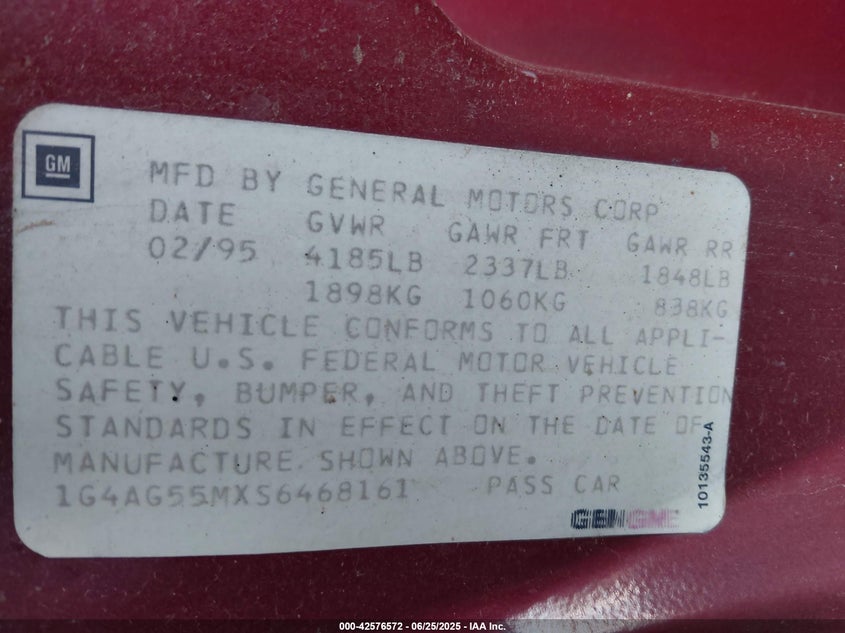 GM
MFD BY GENERAL MOTORS CORP
DATE GVWR GAWR FRT GAWR RR
02/95 4185LB 2337LB 1848LB
1898KG 1060KG 838KG
THIS VEHICLE CONFORMS TO ALL APPLI-
CABLE U.S. FEDERAL MOTOR VEHICLE
SAFETY, BUMPER, AND THEFT PREVENTION
STANDARDS IN EFFECT ON THE DATE OF
MANUFACTURE SHOWN ABOVE.
1G4AG55MXS6468161 PASS CAR
10135543-A
000-42576572 - 06/25/2025 - IAA Inc.